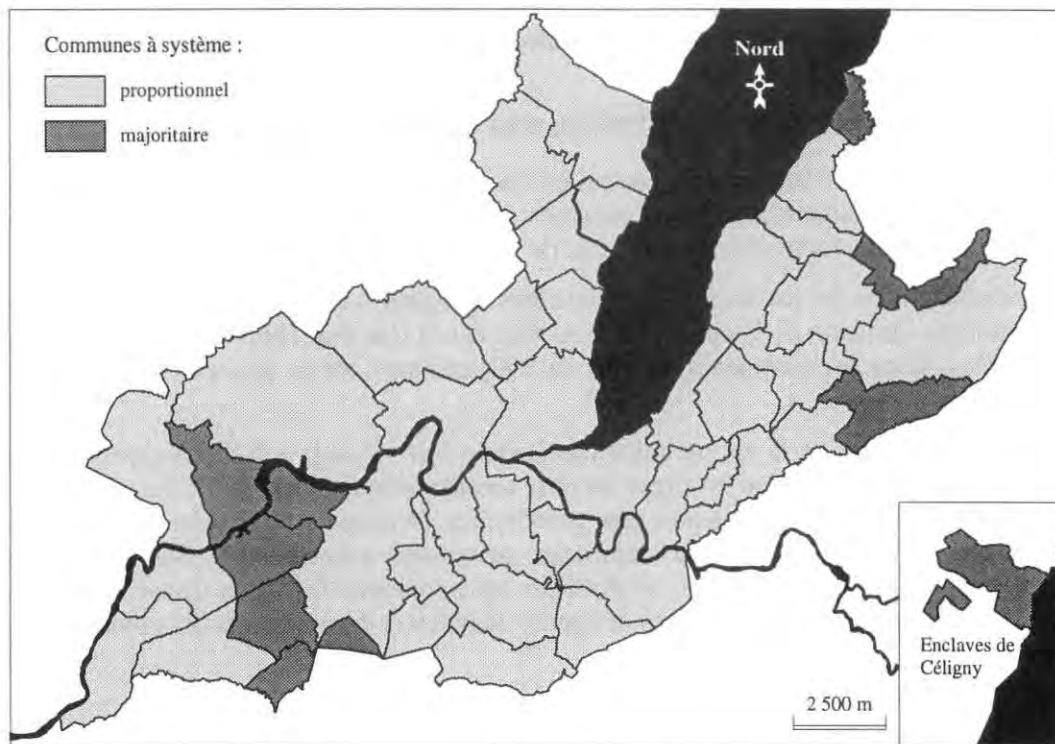 Communes à système :
proportionnel
majoritaire
Nord
Enclaves de
Céligny
2 500 m